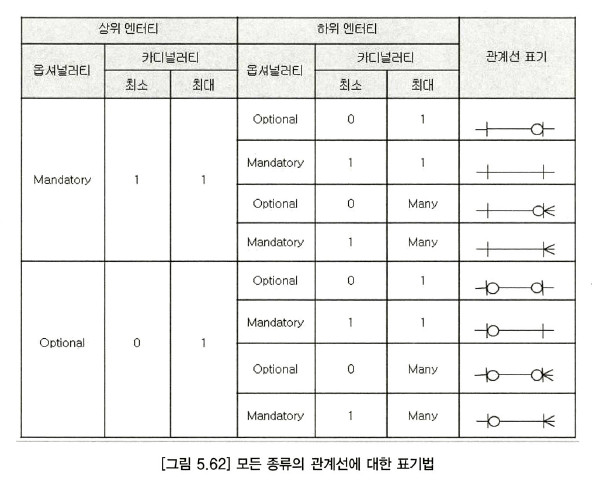 상위 엔터티 하위 엔터티 관계선 표기
옵셔널러티 카디널러티 옵셔널러티 카디널러티
최소 최대 최소 최대
Mandatory 1 1
Optional 0 1
Mandatory 1 1
Optional 0 Many
Mandatory 1 Many
Optional 0 1
Optional 0 1
Mandatory 1 1
Optional 0 Many
Mandatory 1 Many
[그림 5.62] 모든 종류의 관계선에 대한 표기법